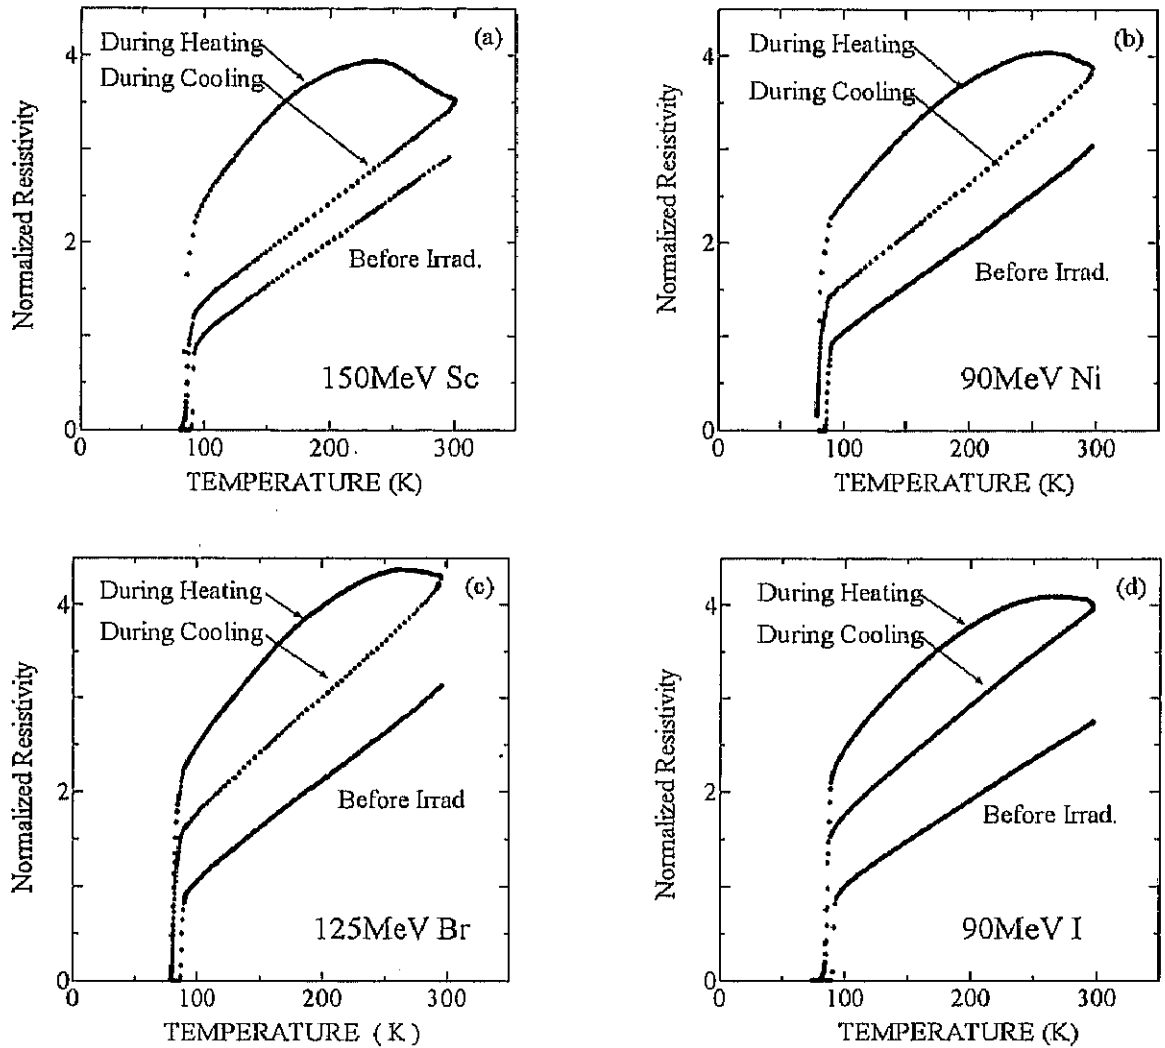 (a)
During Heating
During Cooling
Before Irrad.
150MeV Sc
Normalized Resistivity
4
2
0
0 100 200 300
TEMPERATURE (K)
(b)
During Heating
During Cooling
Before Irrad.
90MeV Ni
Normalized Resistivity
4
2
0
0 100 200 300
TEMPERATURE (K)
(c)
During Heating
During Cooling
Before Irrad
125MeV Br
Normalized Resistivity
4
2
0
0 100 200 300
TEMPERATURE ( K )
(d)
During Heating
During Cooling
Before Irrad.
90MeV I
Normalized Resistivity
4
2
0
0 100 200 300
TEMPERATURE (K)